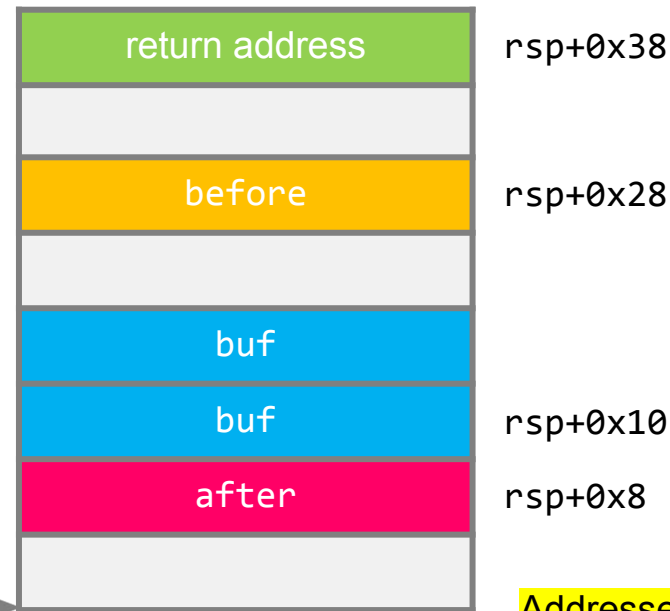 return address rsp+0x38
before rsp+0x28
buf
buf rsp+0x10
after rsp+0x8